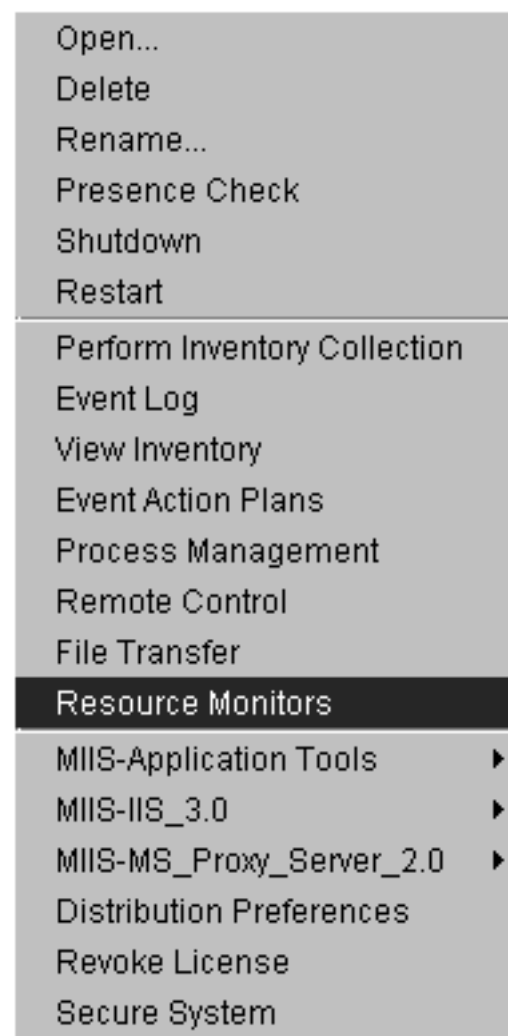 Open...
Delete
Rename...
Presence Check
Shutdown
Restart
Perform Inventory Collection
Event Log
View Inventory
Event Action Plans
Process Management
Remote Control
File Transfer
Resource Monitors
MIIS-Application Tools
MIIS-IIS_3.0
MIIS-MS_Proxy_Server_2.0
Distribution Preferences
Revoke License
Secure System